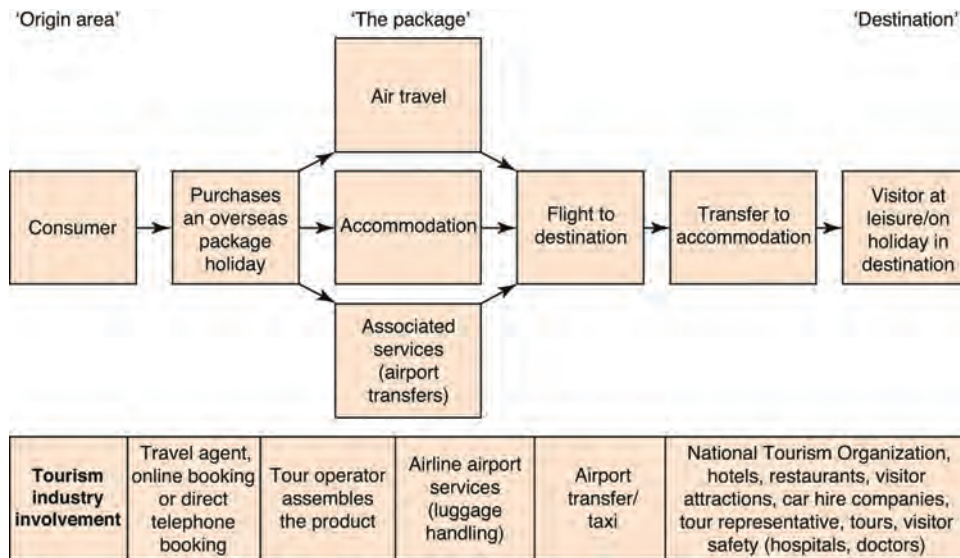 'Origin area'
'The package'
'Destination'
Air travel
Consumer
Purchases
an overseas
package
holiday
Accommodation
Flight to
destination
Transfer to
accommodation
Visitor at
leisure/on
holiday in
destination
Associated
services
(airport
transfers)
Tourism
industry
involvement
Travel agent,
online booking
or direct
telephone
booking
Tour operator
assembles
the product
Airline airport
services
(luggage
handling)
Airport
transfer/
taxi
National Tourism Organization,
hotels, restaurants, visitor
attractions, car hire companies,
tour representative, tours, visitor
safety (hospitals, doctors)